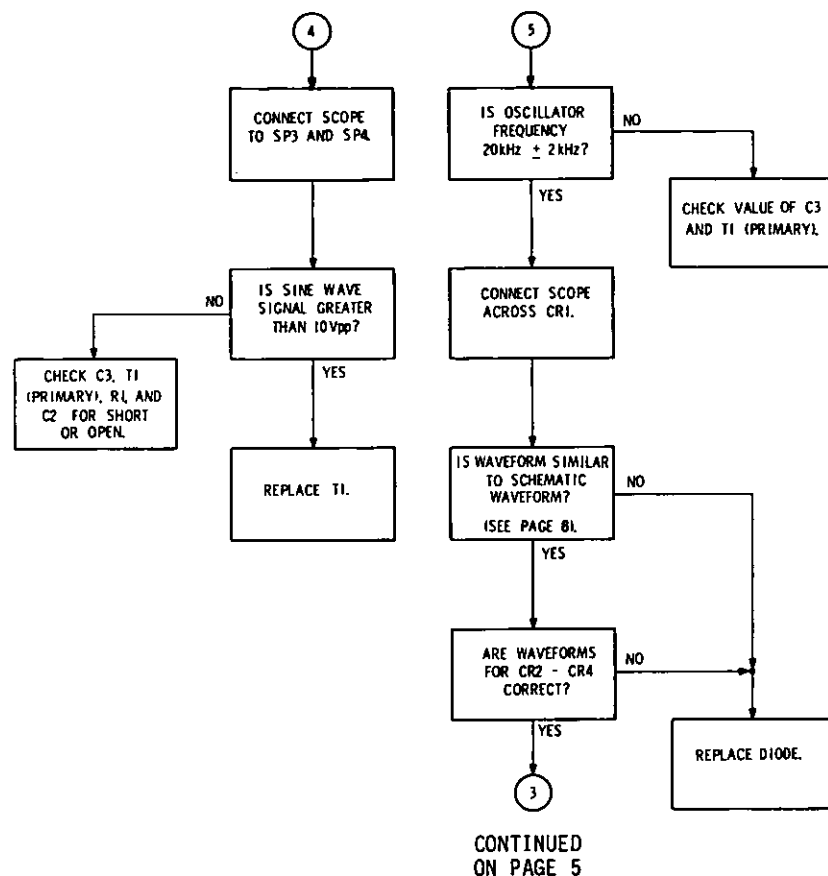 4
CONNECT SCOPE
TO SP3 AND SP4.
IS SINE WAVE
SIGNAL GREATER
THAN 10Vpp?
NO
CHECK C3, T1
(PRIMARY), R1, AND
C2 FOR SHORT
OR OPEN.
YES
REPLACE T1.
5
IS OSCILLATOR
FREQUENCY
20kHz ± 2kHz?
NO
CHECK VALUE OF C3
AND T1 (PRIMARY).
YES
CONNECT SCOPE
ACROSS CR1.
IS WAVEFORM SIMILAR
TO SCHEMATIC
WAVEFORM?
(SEE PAGE 8).
NO
YES
ARE WAVEFORMS
FOR CR2 - CR4
CORRECT?
NO
REPLACE DIODE.
YES
3
CONTINUED
ON PAGE 5